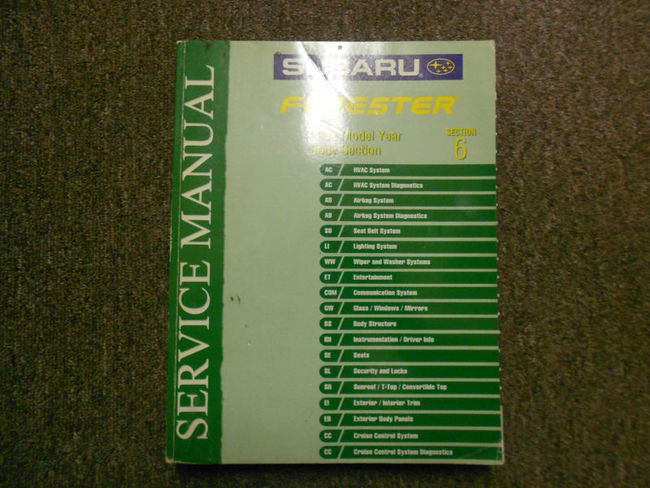 SERVICE MANUAL
SUBARU
FORESTER
Model Year
Section
SECTION
6
AC HVAC System
AC HVAC System Diagnostics
AB Airbag System
AB Airbag System Diagnostics
SB Seat Belt System
LI Lighting System
WW Wiper and Washer Systems
ET Entertainment
COM Communication System
GW Glass / Windows / Mirrors
BS Body Structure
Instrumentation / Driver Info
SE Seats
SL Security and Locks
SR Sunroof / T-Top / Convertible Top
EI Exterior / Interior Trim
EB Exterior Body Panels
CC Cruise Control System
CC Cruise Control System Diagnostics